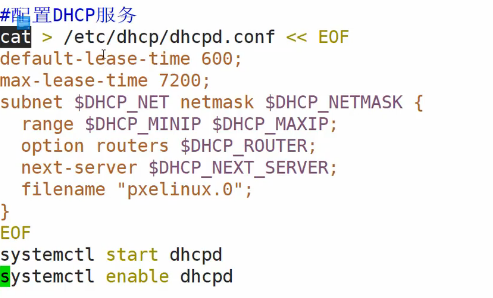 #配置DHCP服务
cat > /etc/dhcp/dhcpd.conf << EOF
default-lease-time 600;
max-lease-time 7200;
subnet $DHCP_NET netmask $DHCP_NETMASK {
  range $DHCP_MINIP $DHCP_MAXIP;
  option routers $DHCP_ROUTER;
  next-server $DHCP_NEXT_SERVER;
  filename "pxelinux.0";
}
EOF
systemctl start dhcpd
systemctl enable dhcpd